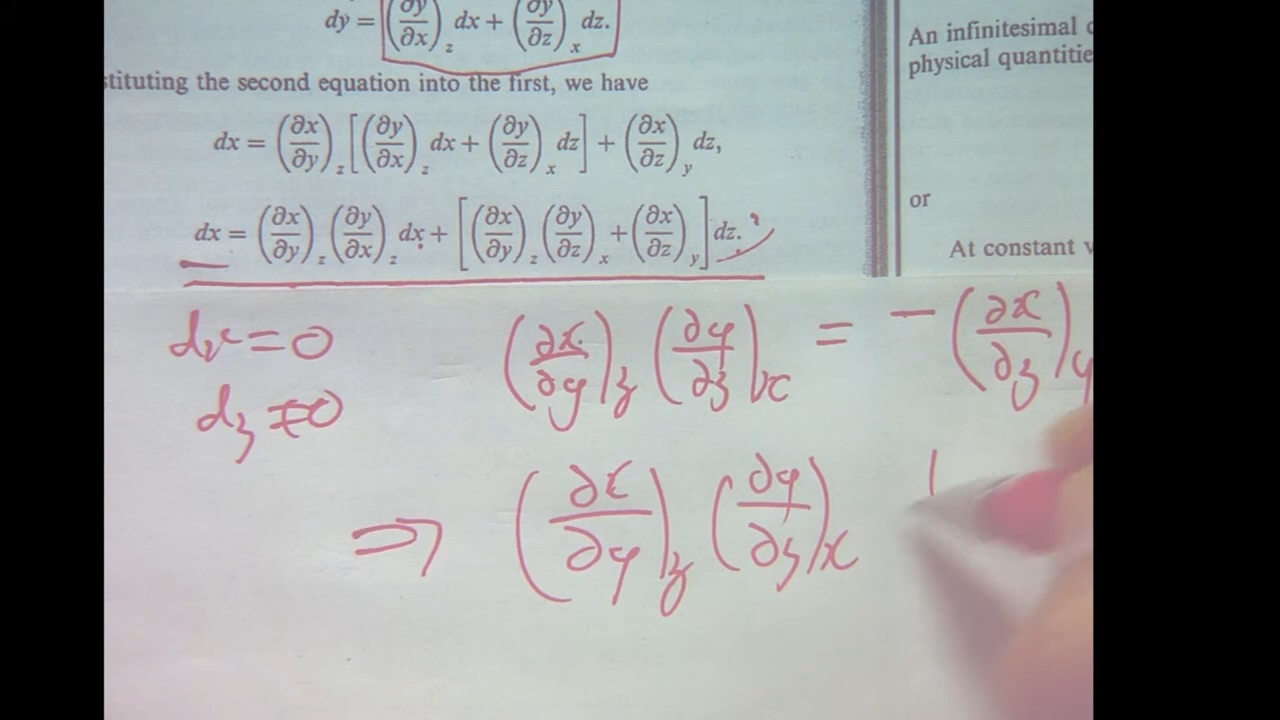 dy = (∂y/∂x)_z dx + (∂y/∂z)_x dz.
stituting the second equation into the first, we have
dx = (∂x/∂y)_z [(∂y/∂x)_z dx + (∂y/∂z)_x dz] + (∂x/∂z)_y dz,
dx = (∂x/∂y)_z (∂y/∂x)_z dx + [(∂x/∂y)_z (∂y/∂z)_x + (∂x/∂z)_y] dz.
An infinitesimal
physical quantitie
or
At constant
dx = 0
dz ≠ 0
(∂x/∂y)_z (∂y/∂z)_x = - (∂x/∂z)_y
⇒ (∂x/∂y)_z (∂y/∂z)_x